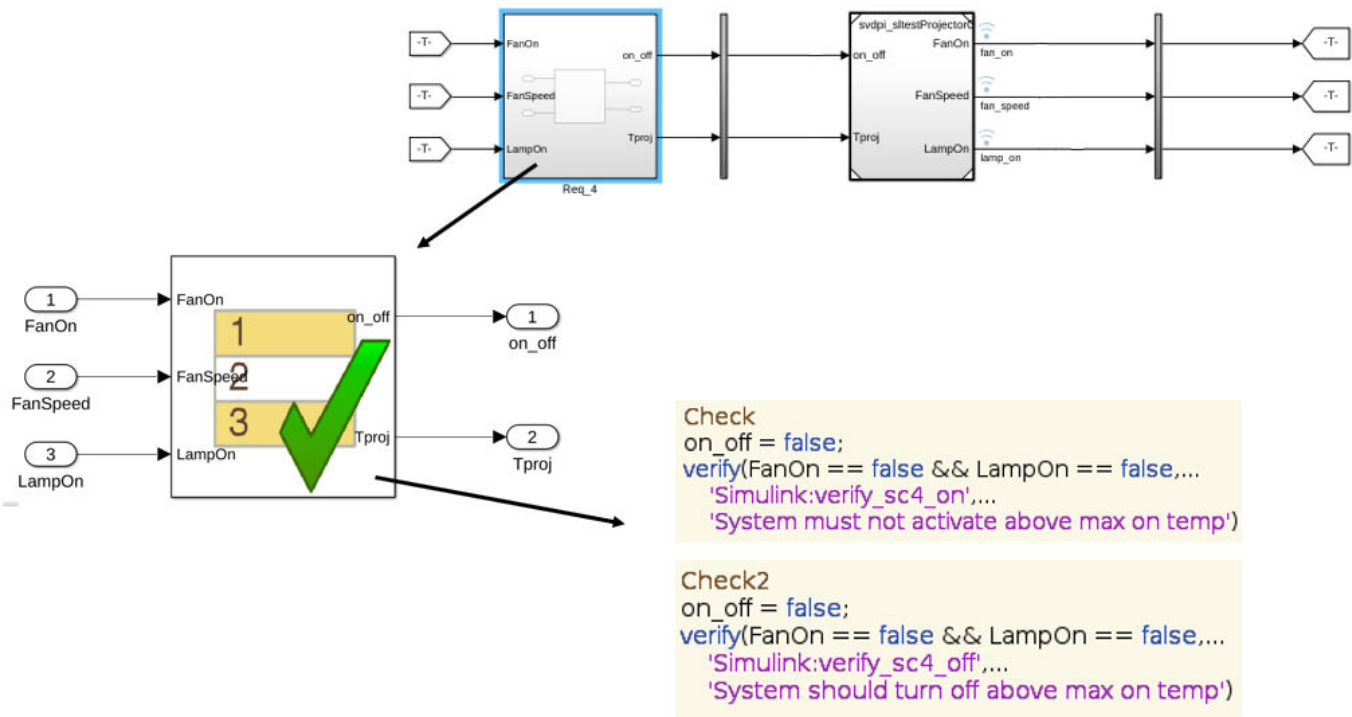 -T-
-T-
-T-
FanOn
FanSpeed
LampOn
on_off
Tproj
Req_4
svdpi_sltestProjectorC
on_off
Tproj
FanOn
FanSpeed
LampOn
fan_on
fan_speed
lamp_on
-T-
-T-
-T-
1
FanOn
2
FanSpeed
3
LampOn
FanOn
FanSpeed
LampOn
1
2
3
on_off
Tproj
1
on_off
2
Tproj
Check
on_off = false;
verify(FanOn == false && LampOn == false,...
'Simulink:verify_sc4_on',...
'System must not activate above max on temp')
Check2
on_off = false;
verify(FanOn == false && LampOn == false,...
'Simulink:verify_sc4_off',...
'System should turn off above max on temp')